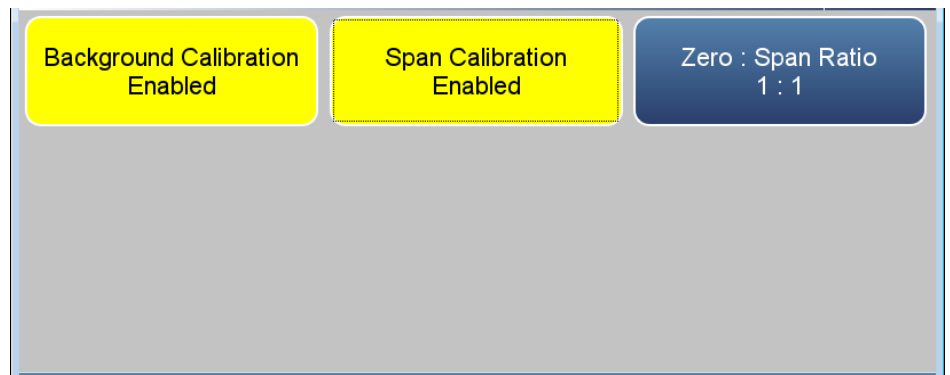 Background Calibration
Enabled
Span Calibration
Enabled
Zero : Span Ratio
1 : 1